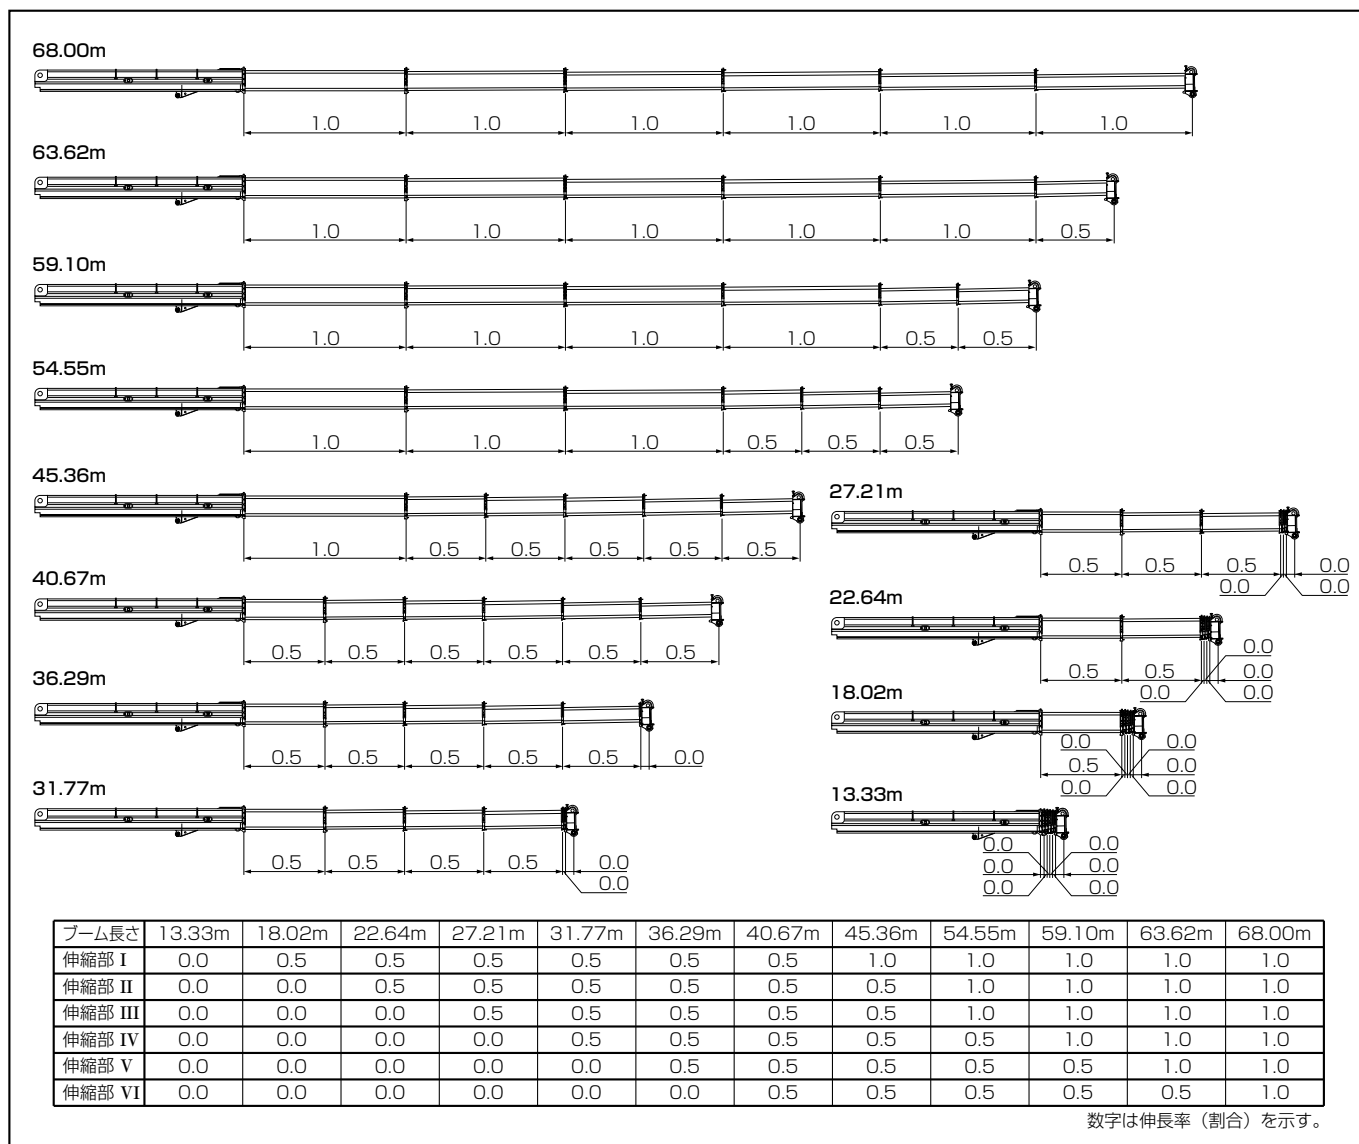 68.00m
1.0 1.0 1.0 1.0 1.0 1.0
63.62m
1.0 1.0 1.0 1.0 1.0 0.5
59.10m
1.0 1.0 1.0 1.0 0.5 0.5
54.55m
1.0 1.0 1.0 0.5 0.5 0.5
45.36m
1.0 0.5 0.5 0.5 0.5 0.5
40.67m
0.5 0.5 0.5 0.5 0.5 0.5
36.29m
0.5 0.5 0.5 0.5 0.5 0.0
31.77m
0.5 0.5 0.5 0.5 0.0
0.0
27.21m
0.5 0.5 0.5 0.0
0.0 0.0
22.64m
0.0
0.5 0.5 0.0
0.0 0.0
18.02m
0.0 0.0
0.5 0.0
0.0 0.0
13.33m
0.0 0.0
0.0 0.0
0.0 0.0
ブーム長さ 13.33m 18.02m 22.64m 27.21m 31.77m 36.29m 40.67m 45.36m 54.55m 59.10m 63.62m 68.00m
伸縮部 I 0.0 0.5 0.5 0.5 0.5 0.5 0.5 1.0 1.0 1.0 1.0 1.0
伸縮部 II 0.0 0.0 0.5 0.5 0.5 0.5 0.5 0.5 1.0 1.0 1.0 1.0
伸縮部 III 0.0 0.0 0.0 0.5 0.5 0.5 0.5 0.5 1.0 1.0 1.0 1.0
伸縮部 IV 0.0 0.0 0.0 0.0 0.5 0.5 0.5 0.5 0.5 1.0 1.0 1.0
伸縮部 V 0.0 0.0 0.0 0.0 0.0 0.5 0.5 0.5 0.5 0.5 1.0 1.0
伸縮部 VI 0.0 0.0 0.0 0.0 0.0 0.0 0.5 0.5 0.5 0.5 0.5 1.0
数字は伸長率（割合）を示す。